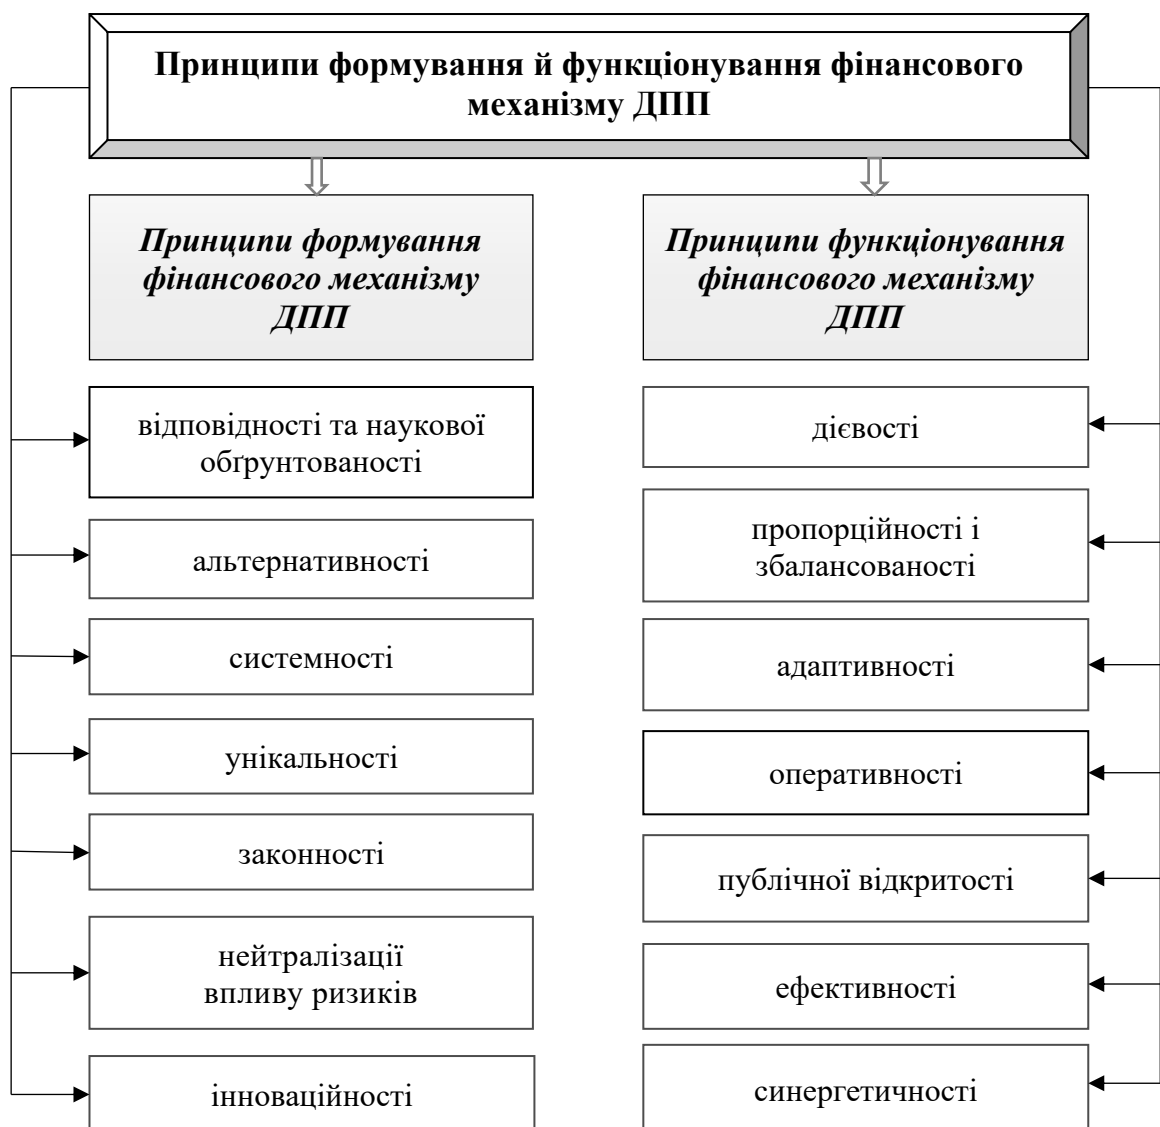 Принципи формування й функціонування фінансового
механізму ДПП
Принципи формування
фінансового механізму
ДПП
відповідності та наукової
обґрунтованості
альтернативності
системності
унікальності
законності
нейтралізації
впливу ризиків
інноваційності
Принципи функціонування
фінансового механізму
ДПП
дієвості
пропорційності і
збалансованості
адаптивності
оперативності
публічної відкритості
ефективності
синергетичності